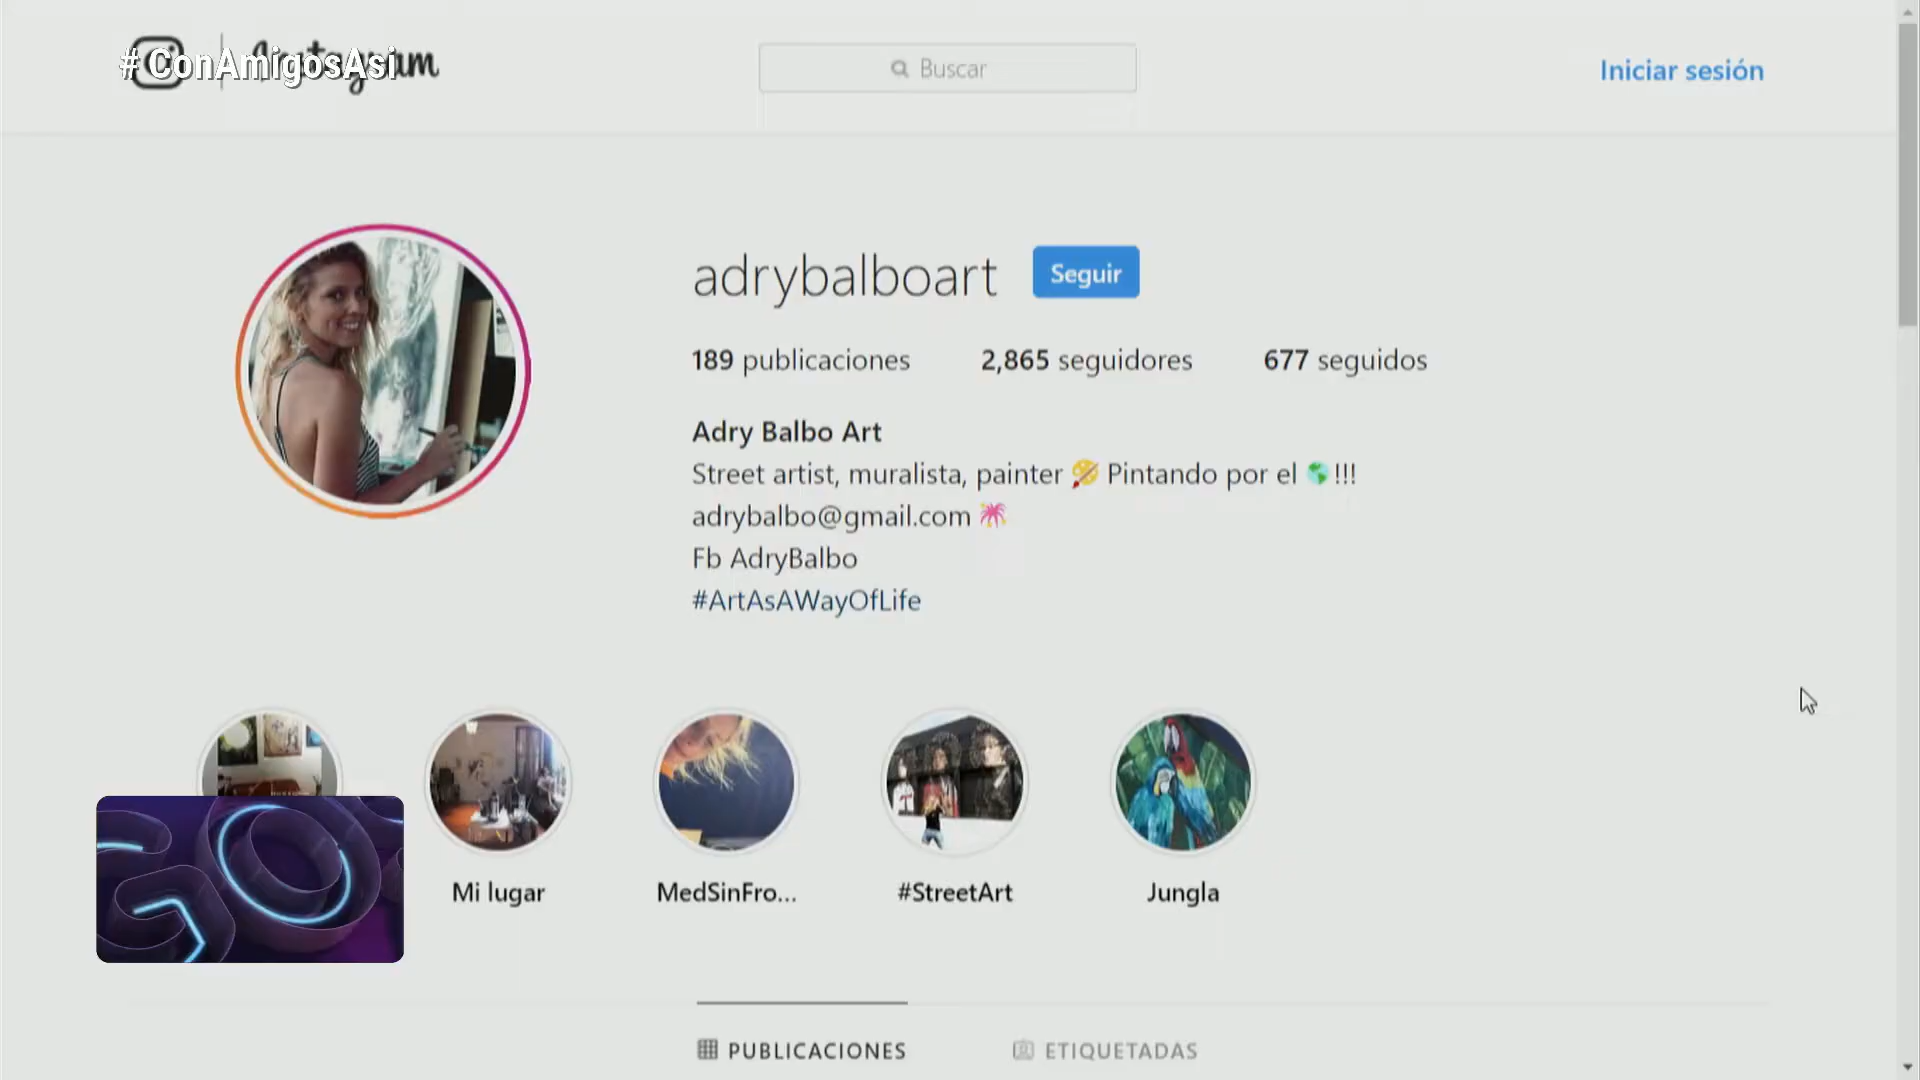 # ConAmigosAsi
Instagram
Buscar
Iniciar sesión
adrybalboart
Seguir
189 publicaciones
2,865 seguidores
677 seguidos
Adry Balbo Art
Street artist, muralista, painter 🎨 Pintando por el 🌎!!!
adrybalbo@gmail.com 🌴
Fb AdryBalbo
#ArtAsAWayOfLife
Mi lugar
MedSinFro...
#StreetArt
Jungla
PUBLICACIONES
ETIQUETADAS